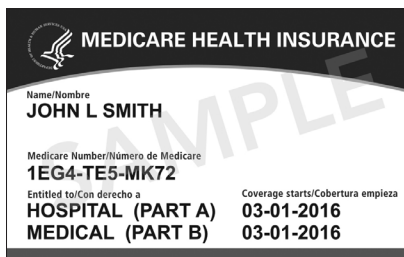 MEDICARE HEALTH INSURANCE
SAMPLE
Name/Nombre
JOHN L SMITH
Medicare Number/Número de Medicare
1EG4-TE5-MK72
Entitled to/Con derecho a Coverage starts/Cobertura empieza
HOSPITAL (PART A) 03-01-2016
MEDICAL (PART B) 03-01-2016